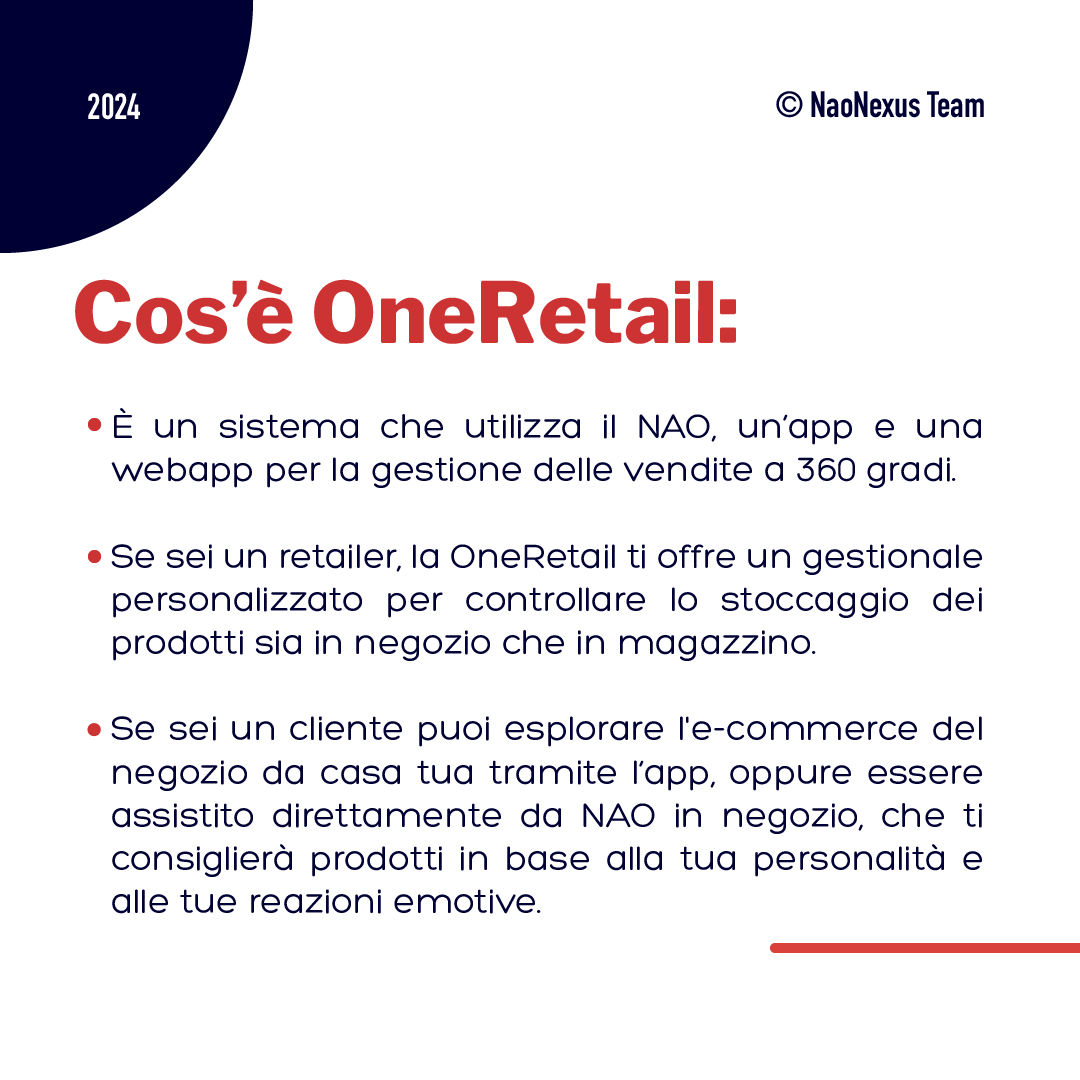 2024
© NaoNexus Team
Cos’è OneRetail:
• È un sistema che utilizza il NAO, un’app e una
webapp per la gestione delle vendite a 360 gradi.
• Se sei un retailer, la OneRetail ti offre un gestionale
personalizzato per controllare lo stoccaggio dei
prodotti sia in negozio che in magazzino.
• Se sei un cliente puoi esplorare l'e-commerce del
negozio da casa tua tramite l’app, oppure essere
assistito direttamente da NAO in negozio, che ti
consiglierà prodotti in base alla tua personalità e
alle tue reazioni emotive.